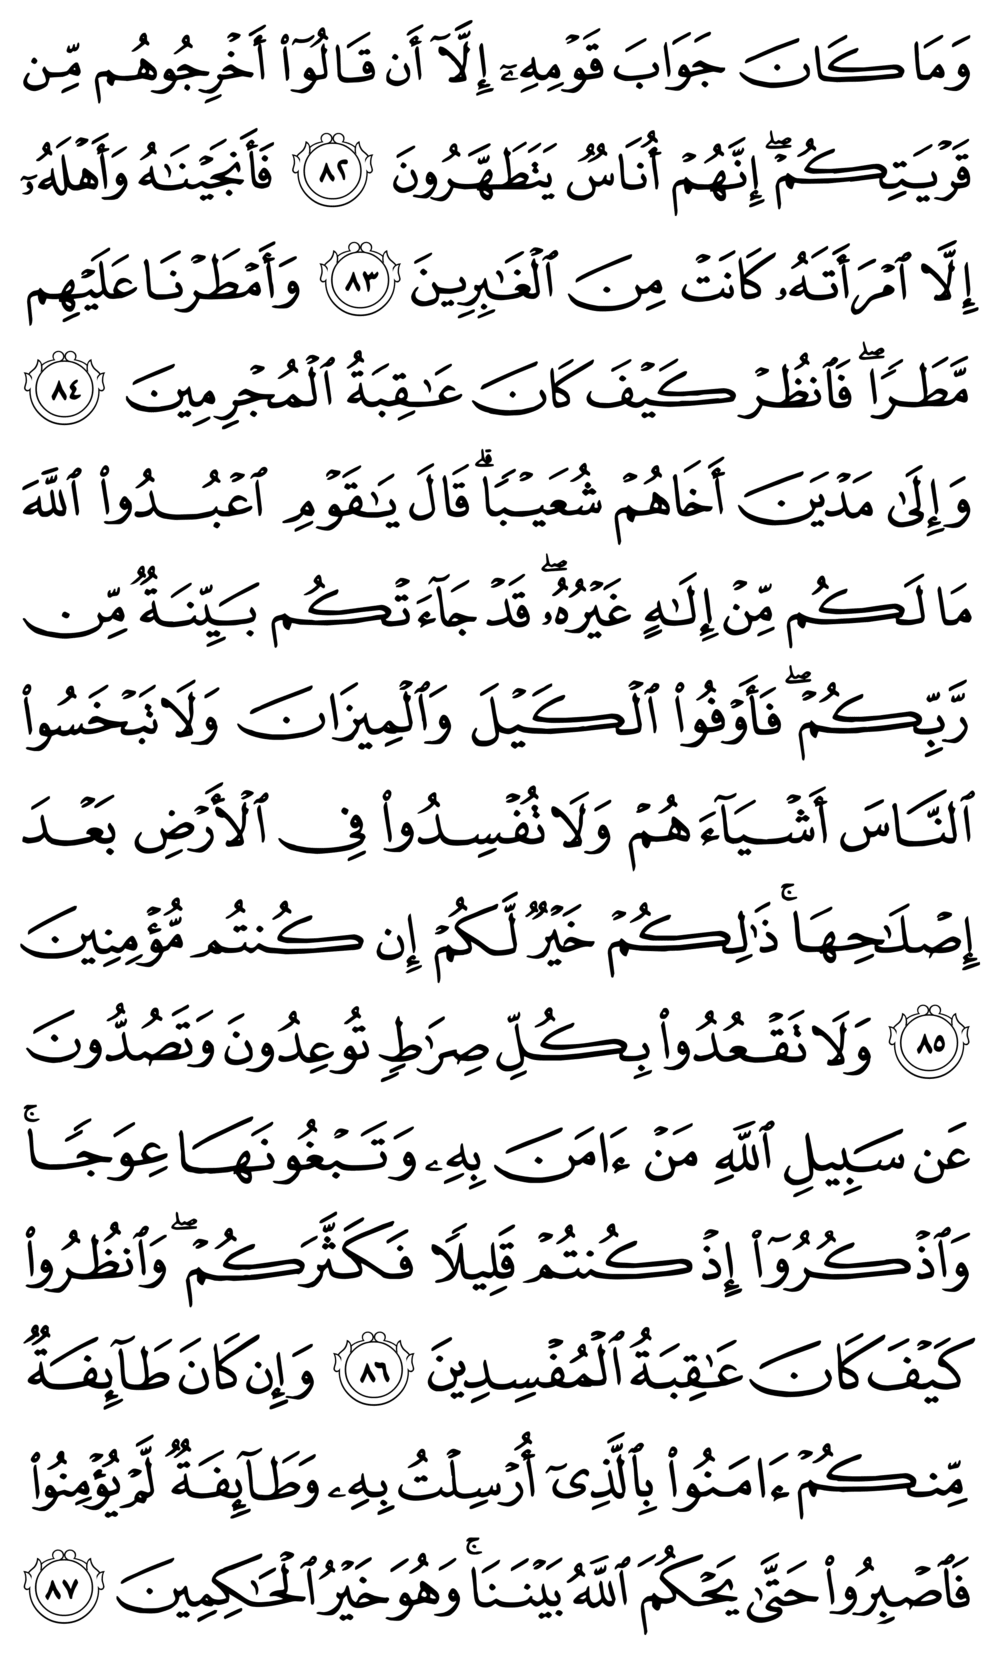 وَمَا كَانَ جَوَابَ قَوْمِهِۦٓ إِلَّآ أَن قَالُوٓا۟ أَخْرِجُوهُم مِّن
قَرْيَتِكُمْ ۖ إِنَّهُمْ أُنَاسٌ يَتَطَهَّرُونَ ٨٢ فَأَنجَيْنَـٰهُ وَأَهْلَهُۥٓ
إِلَّا ٱمْرَأَتَهُۥ كَانَتْ مِنَ ٱلْغَـٰبِرِينَ ٨٣ وَأَمْطَرْنَا عَلَيْهِم
مَّطَرًا ۖ فَٱنظُرْ كَيْفَ كَانَ عَـٰقِبَةُ ٱلْمُجْرِمِينَ ٨٤
وَإِلَىٰ مَدْيَنَ أَخَاهُمْ شُعَيْبًا ۗ قَالَ يَـٰقَوْمِ ٱعْبُدُوا۟ ٱللَّهَ
مَا لَكُم مِّنْ إِلَـٰهٍ غَيْرُهُۥ ۖ قَدْ جَآءَتْكُم بَيِّنَةٌ مِّن
رَّبِّكُمْ ۖ فَأَوْفُوا۟ ٱلْكَيْلَ وَٱلْمِيزَانَ وَلَا تَبْخَسُوا۟
ٱلنَّاسَ أَشْيَآءَهُمْ وَلَا تُفْسِدُوا۟ فِى ٱلْأَرْضِ بَعْدَ
إِصْلَـٰحِهَا ۚ ذَٰلِكُمْ خَيْرٌ لَّكُمْ إِن كُنتُم مُّؤْمِنِينَ
٨٥ وَلَا تَقْعُدُوا۟ بِكُلِّ صِرَٰطٍ تُوعِدُونَ وَتَصُدُّونَ
عَن سَبِيلِ ٱللَّهِ مَنْ ءَامَنَ بِهِۦ وَتَبْغُونَهَا عِوَجًا ۚ
وَٱذْكُرُوٓا۟ إِذْ كُنتُمْ قَلِيلًا فَكَثَّرَكُمْ ۖ وَٱنظُرُوا۟
كَيْفَ كَانَ عَـٰقِبَةُ ٱلْمُفْسِدِينَ ٨٦ وَإِن كَانَ طَآئِفَةٌ
مِّنكُمْ ءَامَنُوا۟ بِٱلَّذِىٓ أُرْسِلْتُ بِهِۦ وَطَآئِفَةٌ لَّمْ يُؤْمِنُوا۟
فَٱصْبِرُوا۟ حَتَّىٰ يَحْكُمَ ٱللَّهُ بَيْنَنَا ۚ وَهُوَ خَيْرُ ٱلْحَـٰكِمِينَ ٨٧